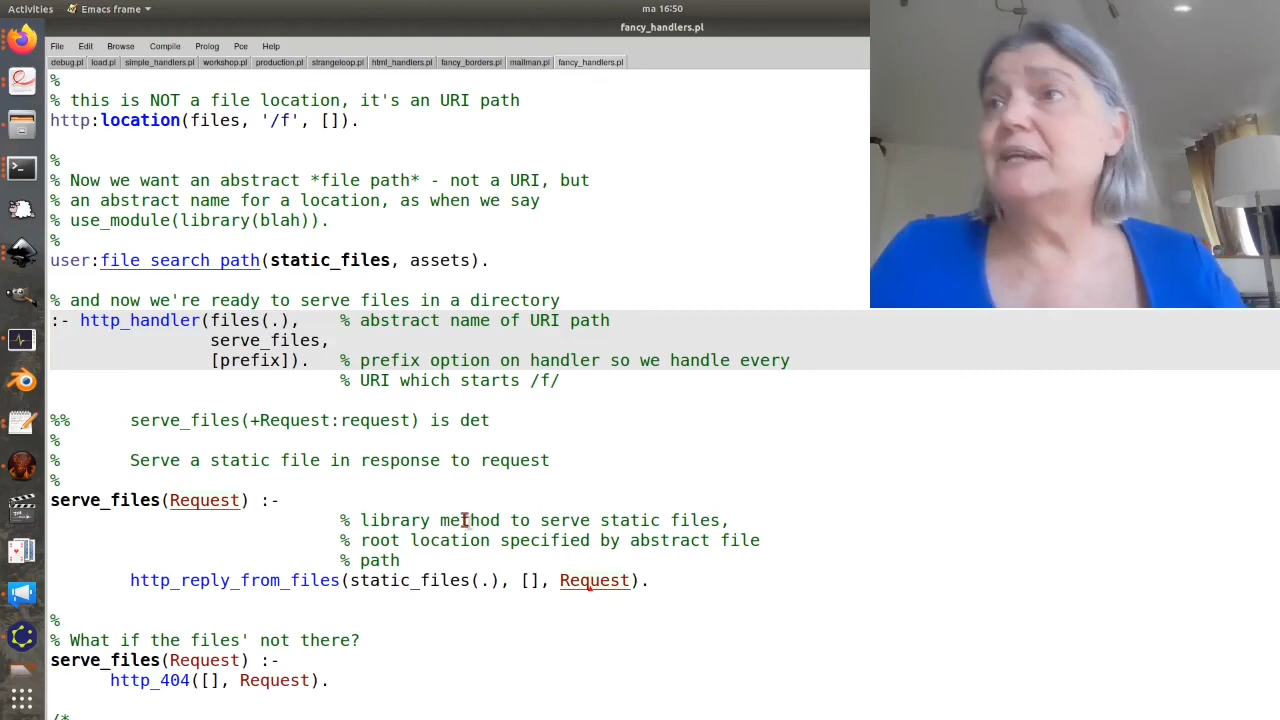 Activities
Emacs frame
ma 16:50
fancy_handlers.pl
File Edit Browse Compile Prolog Pce Help
debug.pl load.pl simple_handlers.pl workshop.pl production.pl strangeloop.pl html_handlers.pl fancy_borders.pl mailman.pl fancy_handlers.pl
%
% this is NOT a file location, it's an URI path
http:location(files, '/f', []).
%
% Now we want an abstract *file path* - not a URI, but
% an abstract name for a location, as when we say
% use_module(library(blah)).
%
user:file_search_path(static_files, assets).
% and now we're ready to serve files in a directory
:- http_handler(files(.),    % abstract name of URI path
serve_files,
[prefix]).   % prefix option on handler so we handle every
% URI which starts /f/
%%      serve_files(+Request:request) is det
%
%       Serve a static file in response to request
%
serve_files(Request) :-
% library method to serve static files,
% root location specified by abstract file
% path
http_reply_from_files(static_files(.), [], Request).
%
% What if the files' not there?
serve_files(Request) :-
http_404([], Request).
/*